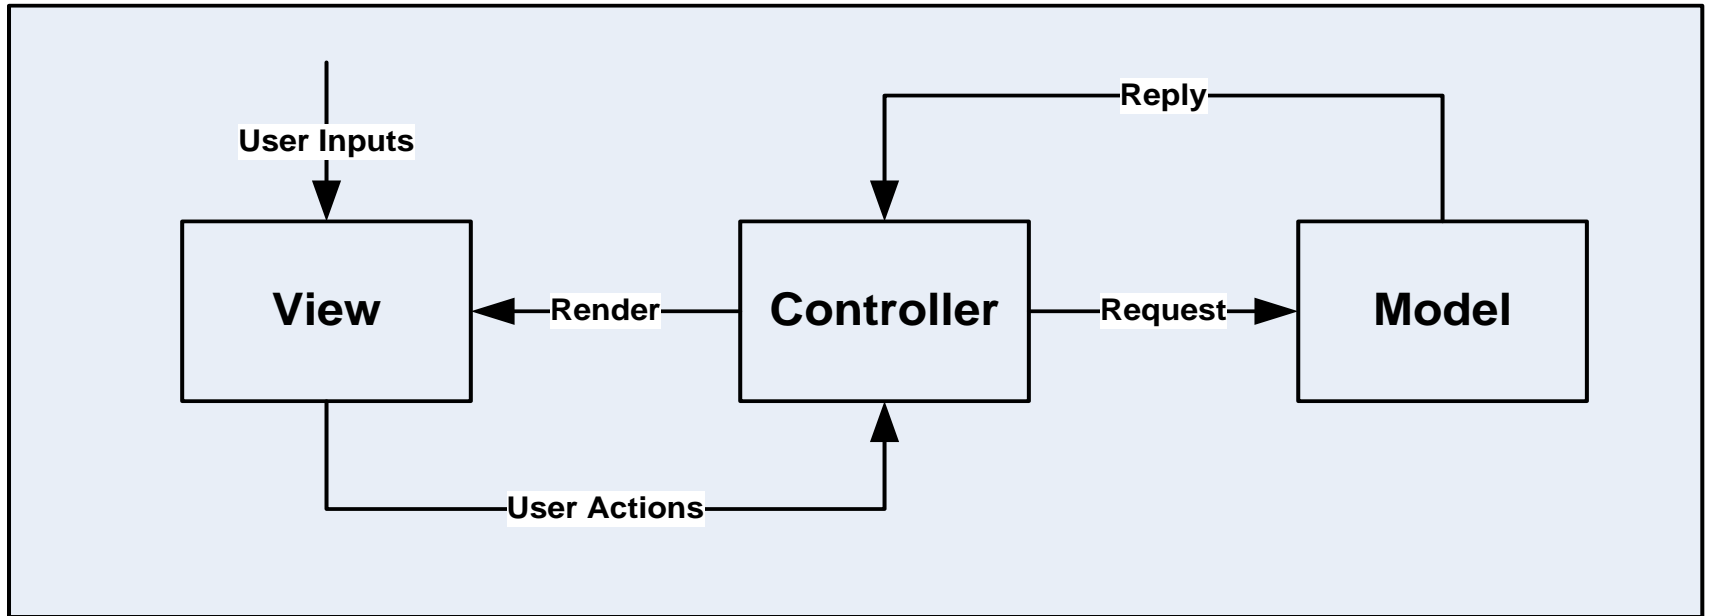 Reply
User Inputs
View
Render
Controller
Request
Model
User Actions